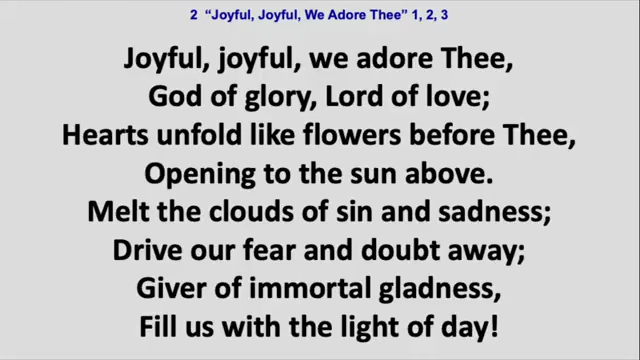 2 “Joyful, Joyful, We Adore Thee” 1, 2, 3
Joyful, joyful, we adore Thee,
God of glory, Lord of love;
Hearts unfold like flowers before Thee,
Opening to the sun above.
Melt the clouds of sin and sadness;
Drive our fear and doubt away;
Giver of immortal gladness,
Fill us with the light of day!